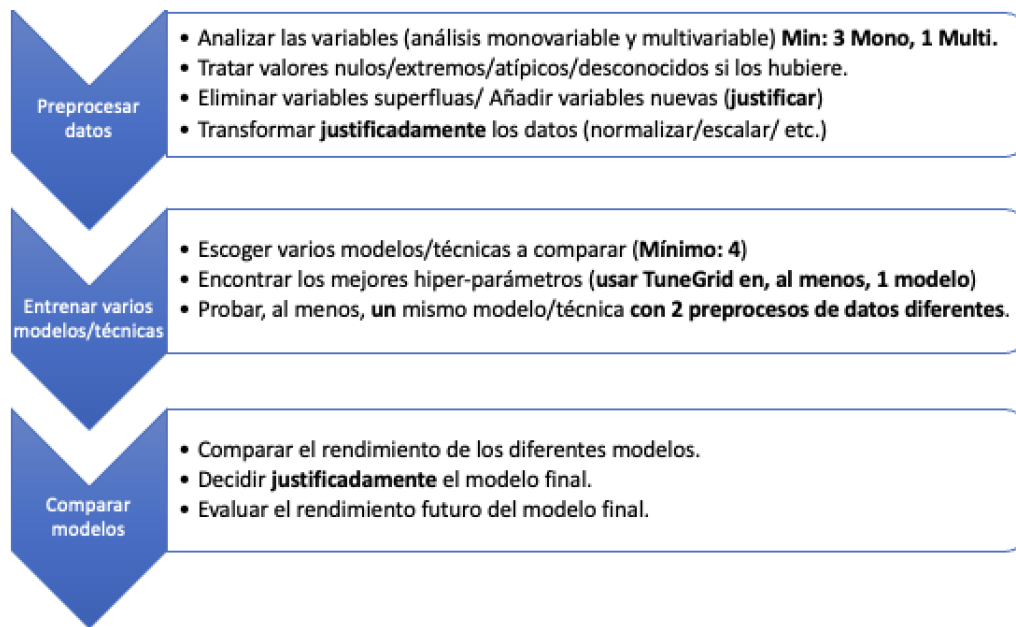 Preprocesar
datos
• Analizar las variables (análisis monovariable y multivariable) Min: 3 Mono, 1 Multi.
• Tratar valores nulos/extremos/atípicos/desconocidos si los hubiere.
• Eliminar variables superfluas/ Añadir variables nuevas (justificar)
• Transformar justificadamente los datos (normalizar/escalar/ etc.)
Entrenar varios
modelos/técnicas
• Escoger varios modelos/técnicas a comparar (Mínimo: 4)
• Encontrar los mejores hiper-parámetros (usar TuneGrid en, al menos, 1 modelo)
• Probar, al menos, un mismo modelo/técnica con 2 preprocesos de datos diferentes.
Comparar
modelos
• Comparar el rendimiento de los diferentes modelos.
• Decidir justificadamente el modelo final.
• Evaluar el rendimiento futuro del modelo final.